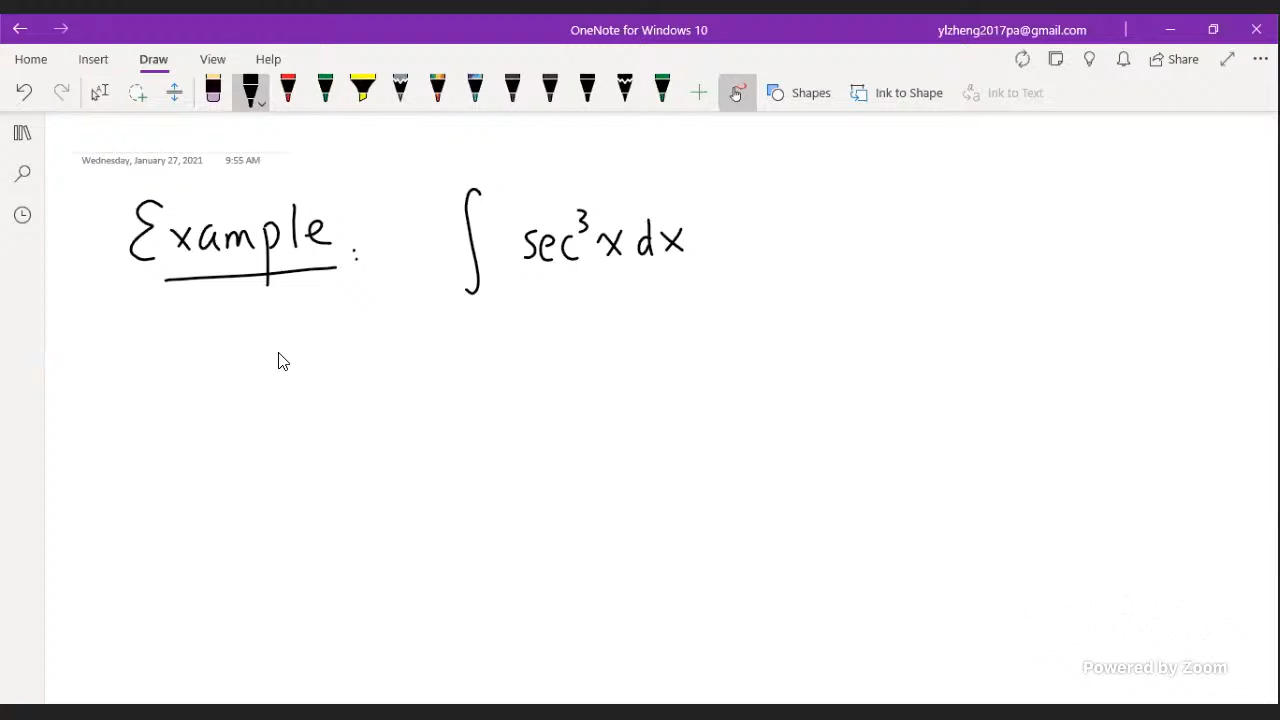 OneNote for Windows 10
ylzheng2017pa@gmail.com
Home Insert Draw View Help
Share
Shapes Ink to Shape Ink to Text
Wednesday, January 27, 2021 9:55 AM
Example: ∫ sec³ x dx
Powered by Zoom